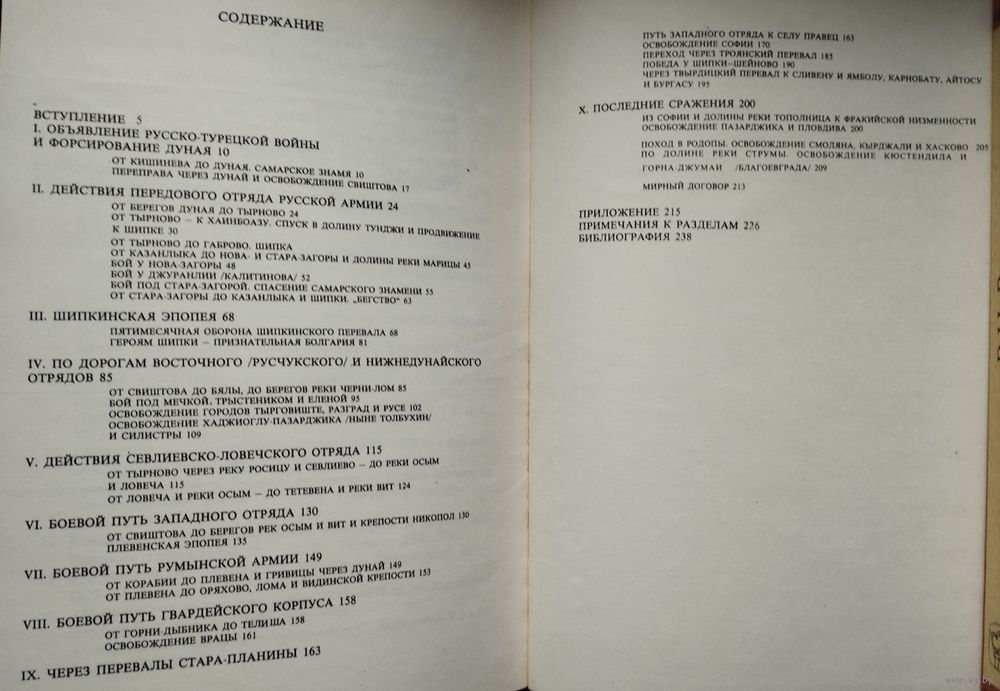 СОДЕРЖАНИЕ
ВСТУПЛЕНИЕ 5
I. ОБЪЯВЛЕНИЕ РУССКО-ТУРЕЦКОЙ ВОЙНЫ
И ФОРСИРОВАНИЕ ДУНАЯ 10
ОТ КИШИНЕВА ДО ДУНАЯ. САМАРСКОЕ ЗНАМЯ 10
ПЕРЕПРАВА ЧЕРЕЗ ДУНАЙ И ОСВОБОЖДЕНИЕ СВИШТОВА 17
II. ДЕЙСТВИЯ ПЕРЕДОВОГО ОТРЯДА РУССКОЙ АРМИИ 24
ОТ БЕРЕГОВ ДУНАЯ ДО ТЫРНОВО 24
ОТ ТЫРНОВО – К ХАИНБОАЗУ. СПУСК В ДОЛИНУ ТУНДЖИ И ПРОДВИЖЕНИЕ
К ШИПКЕ 30
ОТ ТЫРНОВО ДО ГАБРОВО. ШИПКА
ОТ КАЗАНЛЫКА ДО НОВА- И СТАРА-ЗАГОРЫ И ДОЛИНЫ РЕКИ МАРИЦЫ 45
БОЙ У НОВА-ЗАГОРЫ 48
БОЙ У ДЖУРАНЛИИ /КАЛИТИНОВА/ 52
БОЙ ПОД СТАРА-ЗАГОРОЙ. СПАСЕНИЕ САМАРСКОГО ЗНАМЕНИ 55
ОТ СТАРА-ЗАГОРЫ ДО КАЗАНЛЫКА И ШИПКИ. „БЕГСТВО“ 63
III. ШИПКИНСКАЯ ЭПОПЕЯ 68
ПЯТИМЕСЯЧНАЯ ОБОРОНА ШИПКИНСКОГО ПЕРЕВАЛА 68
ГЕРОЯМ ШИПКИ – ПРИЗНАТЕЛЬНАЯ БОЛГАРИЯ 81
IV. ПО ДОРОГАМ ВОСТОЧНОГО /РУСЧУКСКОГО/ И НИЖНЕДУНАЙСКОГО
ОТРЯДОВ 85
ОТ СВИШТОВА ДО БЯЛЫ, ДО БЕРЕГОВ РЕКИ ЧЕРНИ-ЛОМ 85
БОЙ ПОД МЕЧКОЙ, ТРЫСТЕНИКОМ И ЕЛЕНОЙ 95
ОСВОБОЖДЕНИЕ ГОРОДОВ ТЫРГОВИШТЕ, РАЗГРАД И РУСЕ 102
ОСВОБОЖДЕНИЕ ХАДЖИОГЛУ-ПАЗАРДЖИКА /НЫНЕ ТОЛБУХИН/
И СИЛИСТРЫ 109
V. ДЕЙСТВИЯ СЕВЛИЕВСКО-ЛОВЕЧСКОГО ОТРЯДА 115
ОТ ТЫРНОВО ЧЕРЕЗ РЕКУ РОСИЦУ И СЕВЛИЕВО – ДО РЕКИ ОСЫМ
И ЛОВЕЧА 115
ОТ ЛОВЕЧА И РЕКИ ОСЫМ – ДО ТЕТЕВЕНА И РЕКИ ВИТ 124
VI. БОЕВОЙ ПУТЬ ЗАПАДНОГО ОТРЯДА 130
ОТ СВИШТОВА ДО БЕРЕГОВ РЕК ОСЫМ И ВИТ И КРЕПОСТИ НИКОПОЛ 130
ПЛЕВЕНСКАЯ ЭПОПЕЯ 135
VII. БОЕВОЙ ПУТЬ РУМЫНСКОЙ АРМИИ 149
ОТ КОРАБИИ ДО ПЛЕВЕНА И ГРИВИЦЫ ЧЕРЕЗ ДУНАЙ 149
ОТ ПЛЕВЕНА ДО ОРЯХОВО, ЛОМА И ВИДИНСКОЙ КРЕПОСТИ 153
VIII. БОЕВОЙ ПУТЬ ГВАРДЕЙСКОГО КОРПУСА 158
ОТ ГОРНИ-ДЫБНИКА ДО ТЕЛИША 158
ОСВОБОЖДЕНИЕ ВРАЦЫ 161
IX. ЧЕРЕЗ ПЕРЕВАЛЫ СТАРА-ПЛАНИНЫ 163
ПУТЬ ЗАПАДНОГО ОТРЯДА К СЕЛУ ПРАВЕЦ 163
ОСВОБОЖДЕНИЕ СОФИИ 170
ПЕРЕХОД ЧЕРЕЗ ТРОЯНСКИЙ ПЕРЕВАЛ 185
ПОБЕДА У ШИПКИ–ШЕЙНОВО 190
ЧЕРЕЗ ТВЫРДИЦКИЙ ПЕРЕВАЛ К СЛИВЕНУ И ЯМБОЛУ, КАРНОБАТУ, АЙТОСУ
И БУРГАСУ 195
X. ПОСЛЕДНИЕ СРАЖЕНИЯ 200
ИЗ СОФИИ И ДОЛИНЫ РЕКИ ТОПОЛНИЦА К ФРАКИЙСКОЙ НИЗМЕННОСТИ
ОСВОБОЖДЕНИЕ ПАЗАРДЖИКА И ПЛОВДИВА 200
ПОХОД В РОДОПЫ. ОСВОБОЖДЕНИЕ СМОЛЯНА, КЫРДЖАЛИ И ХАСКОВО 205
ПО ДОЛИНЕ РЕКИ СТРУМЫ. ОСВОБОЖДЕНИЕ КЮСТЕНДИЛА И
ГОРНА-ДЖУМАИ /БЛАГОЕВГРАДА/ 209
МИРНЫЙ ДОГОВОР 213
ПРИЛОЖЕНИЕ 215
ПРИМЕЧАНИЯ К РАЗДЕЛАМ 226
БИБЛИОГРАФИЯ 238
www.ay.by